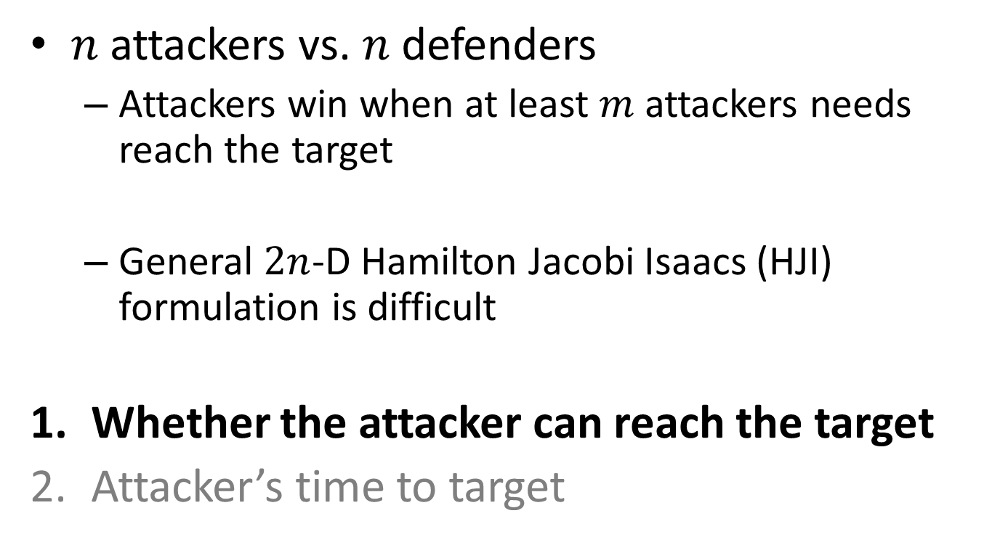 • n attackers vs. n defenders
– Attackers win when at least m attackers needs
reach the target
– General 2n-D Hamilton Jacobi Isaacs (HJI)
formulation is difficult
1. Whether the attacker can reach the target
2. Attacker’s time to target